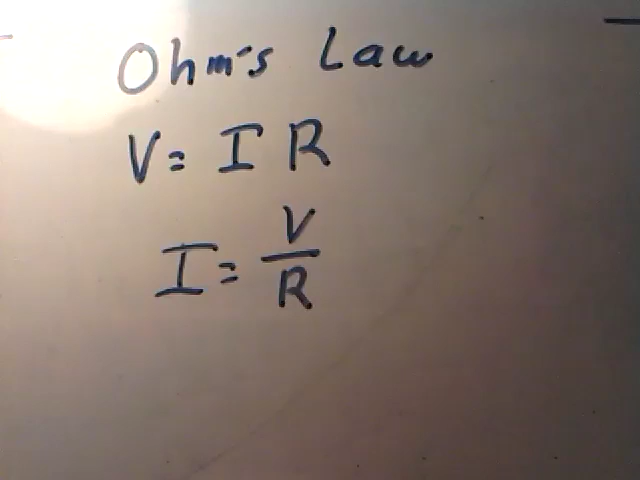 Ohm's Law
V = I R
I = V/R